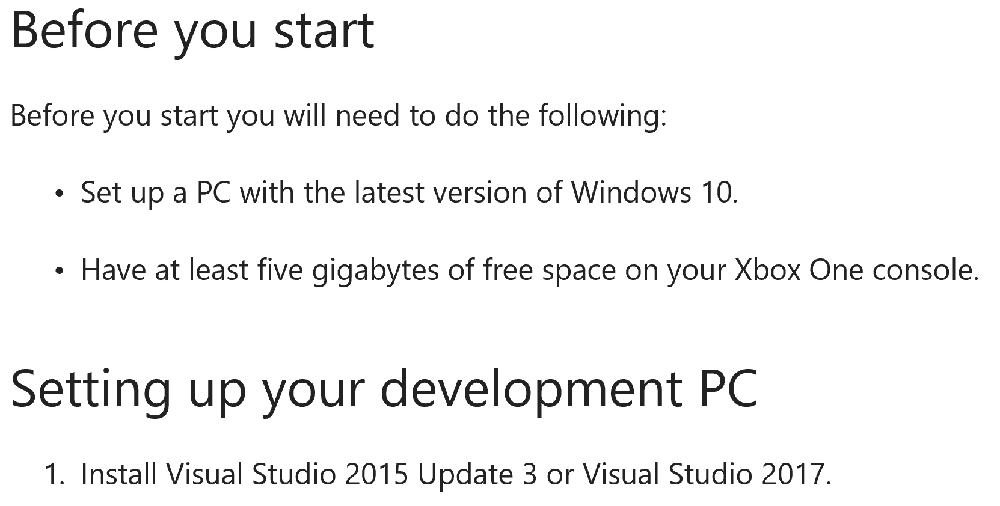 Before you start
Before you start you will need to do the following:
• Set up a PC with the latest version of Windows 10.
• Have at least five gigabytes of free space on your Xbox One console.
Setting up your development PC
1. Install Visual Studio 2015 Update 3 or Visual Studio 2017.